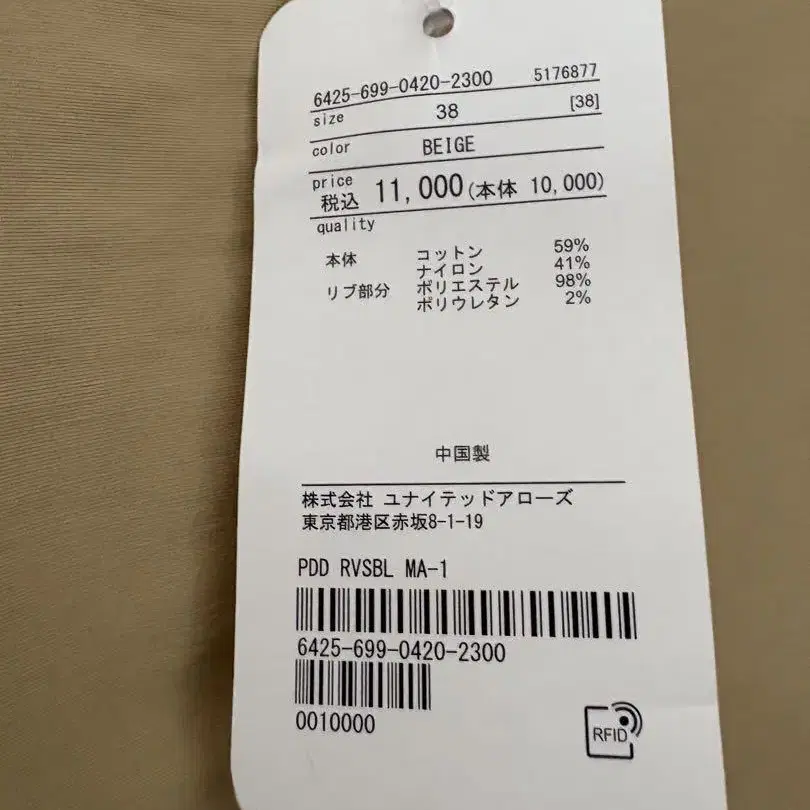 6425-699-0420-2300 5176877
size 38 [38]
color BEIGE
price
税込 11,000(本体 10,000)
quality
本体 コットン 59%
ナイロン 41%
リブ部分 ポリエステル 98%
ポリウレタン 2%
中国製
株式会社 ユナイテッドアローズ
東京都港区赤坂8-1-19
PDD RVSBL MA-1
6425-699-0420-2300
0010000
RFID